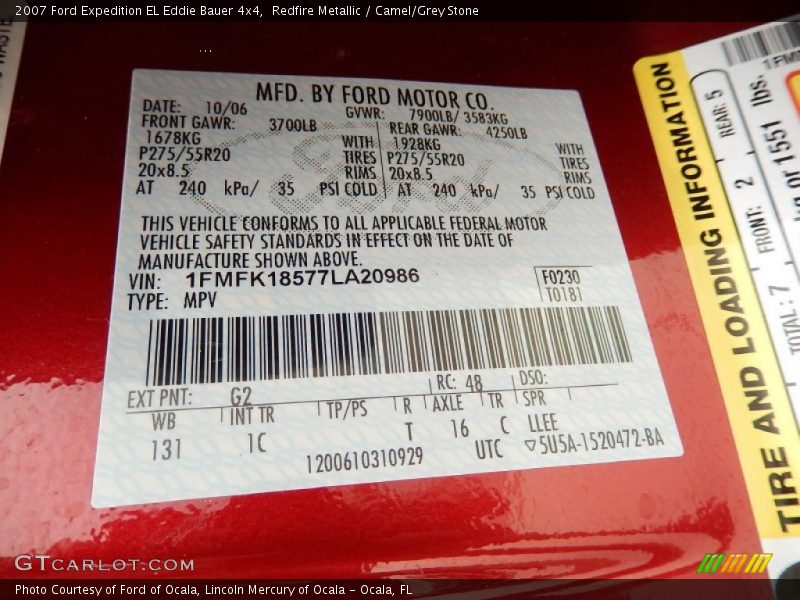 2007 Ford Expedition EL Eddie Bauer 4x4, Redfire Metallic / Camel/Grey Stone
MFD. BY FORD MOTOR CO.
DATE: 10/06 GVWR: 7900LB/ 3583KG
FRONT GAWR: 3700LB REAR GAWR: 4250LB
1678KG WITH 1928KG WITH
P275/55R20 TIRES P275/55R20 TIRES
20x8.5 RIMS 20x8.5 RIMS
AT 240 kPa/ 35 PSI COLD AT 240 kPa/ 35 PSI COLD
THIS VEHICLE CONFORMS TO ALL APPLICABLE FEDERAL MOTOR
VEHICLE SAFETY STANDARDS IN EFFECT ON THE DATE OF
MANUFACTURE SHOWN ABOVE.
VIN: 1FMFK18577LA20986 F0230
TYPE: MPV T0181
EXT PNT: G2 RC: 48 DSO:
WB INT TR TP/PS R AXLE TR SPR
131 1C T 16 C LLEE
1200610310929 UTC 5U5A-1520472-BA
TIRE AND LOADING INFORMATION
REAR: 5
FRONT: 2
TOTAL: 7
kg or 1551 lbs.
1FMF
GTCARLOT.COM
Photo Courtesy of Ford of Ocala, Lincoln Mercury of Ocala - Ocala, FL